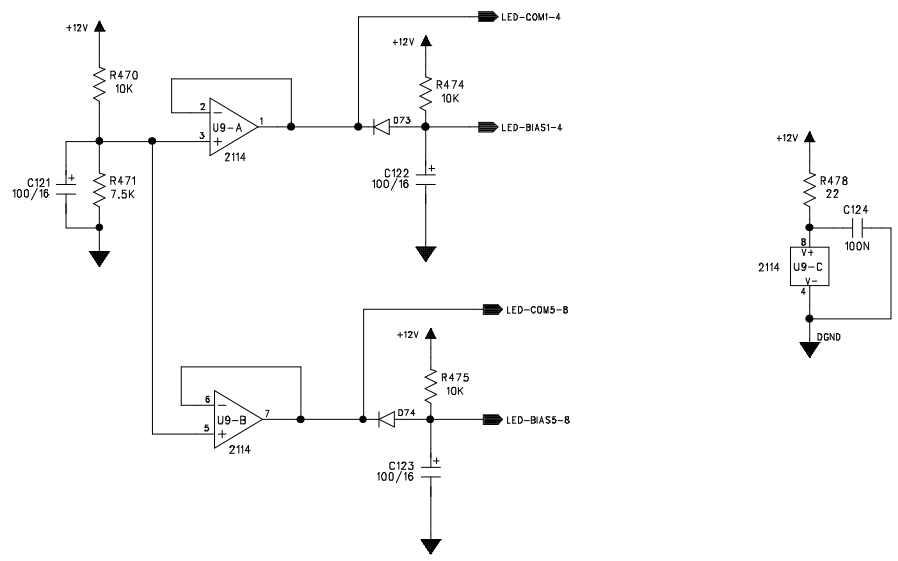 LED-COM1-4
+12V
+12V
R470
10K
R474
10K
2
U9-A
1
3
2114
D73
LED-BIAS1-4
C121
100/16
R471
7.5K
C122
100/16
+12V
R478
22
C124
100N
8
V+
2114
U9-C
V-
4
DGND
LED-COM5-8
+12V
R475
10K
6
U9-B
7
5
2114
D74
LED-BIAS5-8
C123
100/16